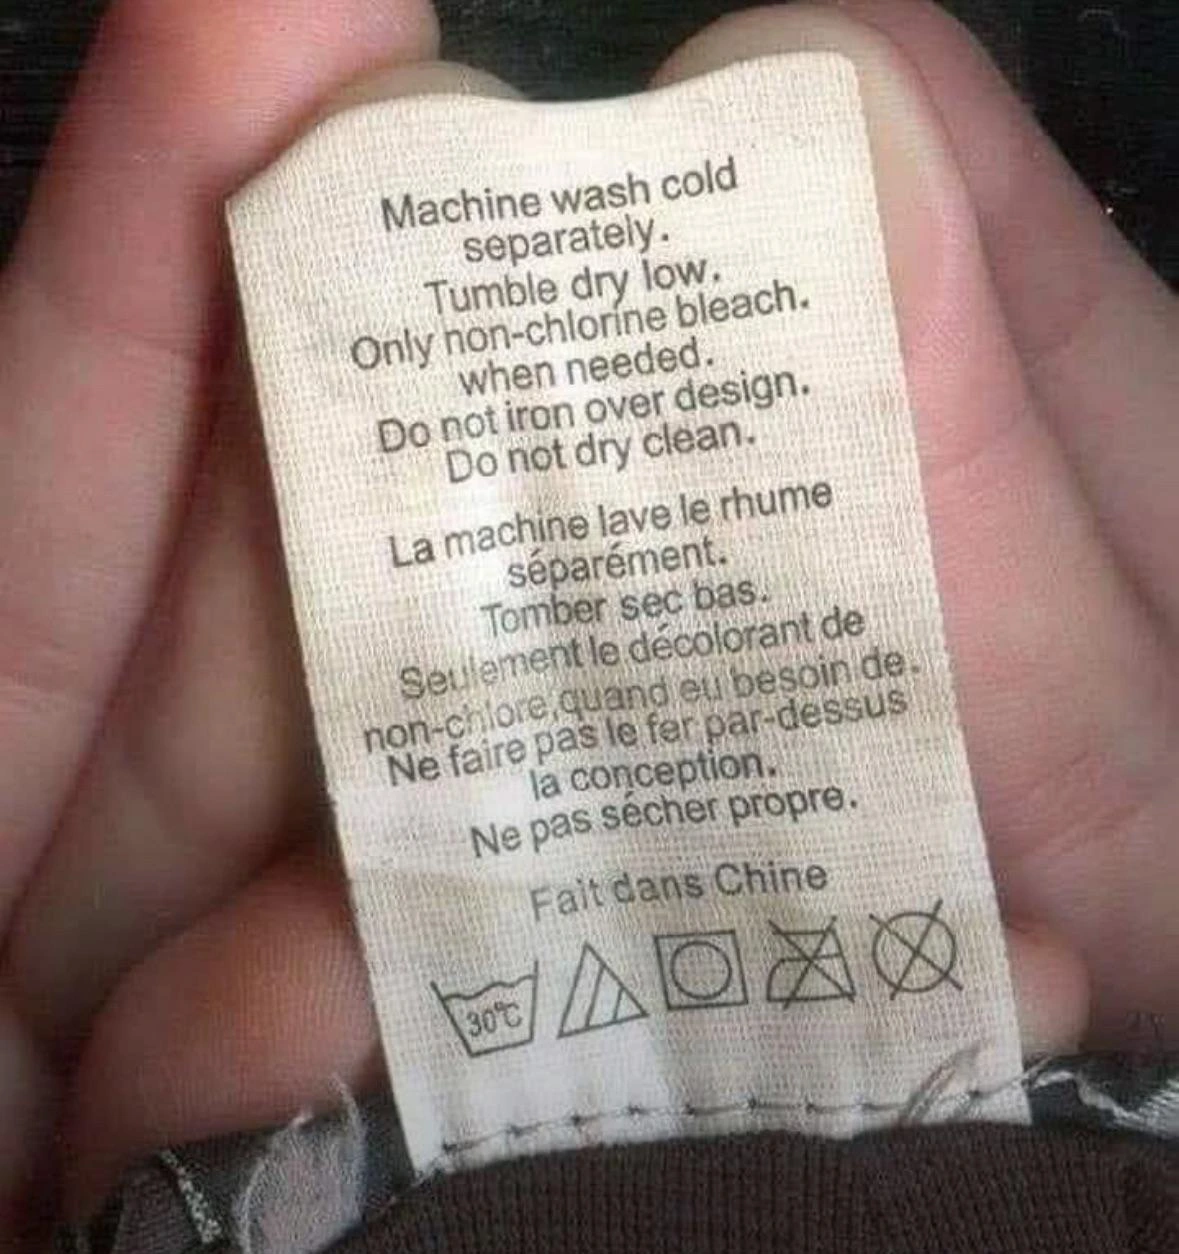 Machine wash cold
separately.
Tumble dry low.
Only non-chlorine bleach.
when needed.
Do not iron over design.
Do not dry clean.
La machine lave le rhume
séparément.
Tomber sec bas.
Seulement le décolorant de
non-chlore,quand eu besoin de.
Ne faire pas le fer par-dessus
la conception.
Ne pas sécher propre.
Fait dans Chine
30°C